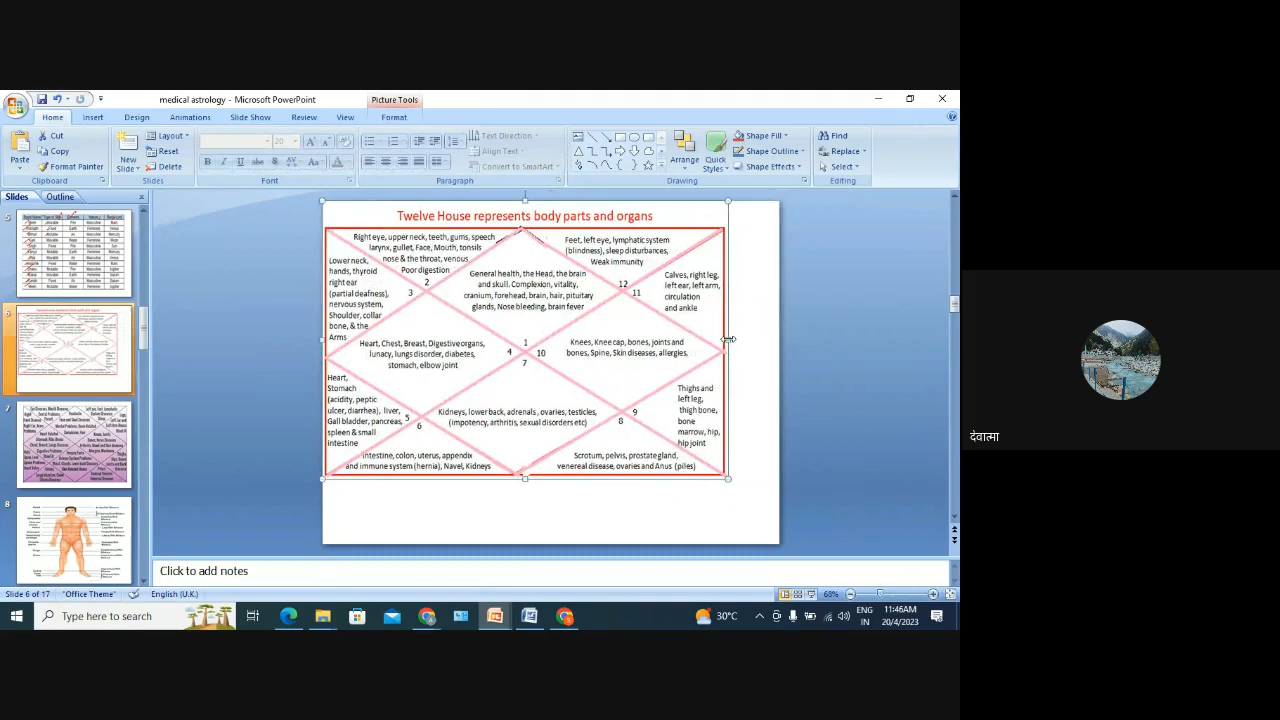 medical astrology - Microsoft PowerPoint
Picture Tools
Home
Insert
Design
Animations
Slide Show
Review
View
Format
Cut
Copy
Format Painter
Paste
Clipboard
New
Slide
Layout
Reset
Delete
Slides
20
Font
Text Direction
Align Text
Convert to SmartArt
Paragraph
Arrange
Quick
Styles
Shape Fill
Shape Outline
Shape Effects
Drawing
Find
Replace
Select
Editing
Slides
Outline
5
6
7
8
Twelve House represents body parts and organs
Right eye, upper neck, teeth, gums, speech
larynx, gullet, Face, Mouth, tonsils
nose & the throat, venous
Poor digestion
2
Feet, left eye, lymphatic system
(blindness), sleep disturbances,
Weak immunity
12
Lower neck,
hands, thyroid
right ear
(partial deafness),
nervous system,
Shoulder, collar
bone, & the
Arms
3
General health, the Head, the brain
and skull. Complexion, vitality,
cranium, forehead, brain, hair, pituitary
glands, Nose bleeding, brain fever
1
11
Calves, right leg,
left ear, left arm,
circulation
and ankle
Heart, Chest, Breast, Digestive organs,
lunacy, lungs disorder, diabetes,
stomach, elbow joint
10
Knees, Knee cap, bones, joints and
bones, Spine, Skin diseases, allergies,
7
Heart,
Stomach
(acidity, peptic
ulcer, diarrhea), liver,
Gall bladder, pancreas,
spleen & small
intestine
5
6
Kidneys, lower back, adrenals, ovaries, testicles,
(impotency, arthritis, sexual disorders etc)
9
8
Thighs and
left leg,
thigh bone,
bone
marrow, hip,
hip joint
Intestine, colon, uterus, appendix
and immune system (hernia), Navel, Kidneys
Scrotum, pelvis, prostate gland,
venereal disease, ovaries and Anus (piles)
Click to add notes
Slide 6 of 17
"Office Theme"
English (U.K.)
68%
Type here to search
30°C
ENG
IN
11:46AM
20/4/2023
देवात्मा